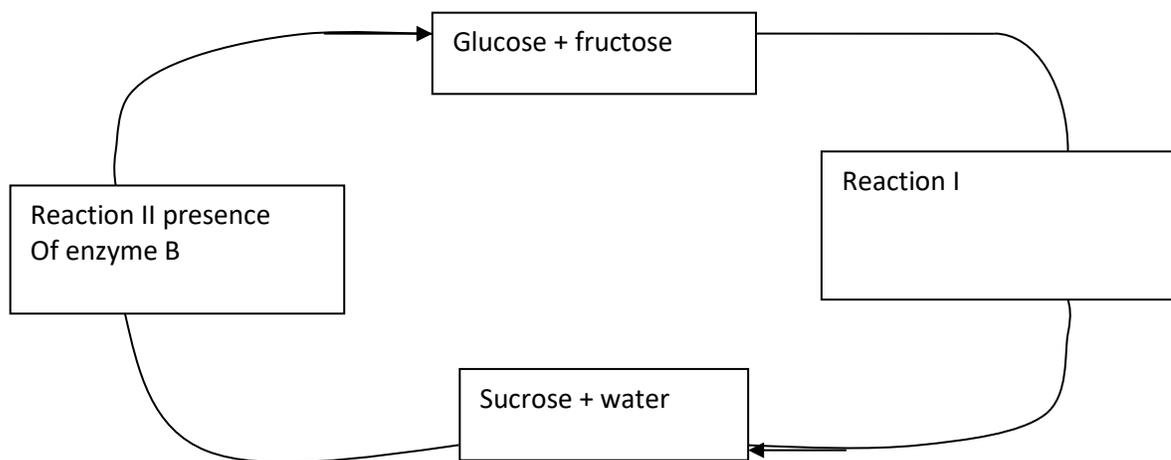 Glucose + fructose
Reaction I
Reaction II presence
Of enzyme B
Sucrose + water